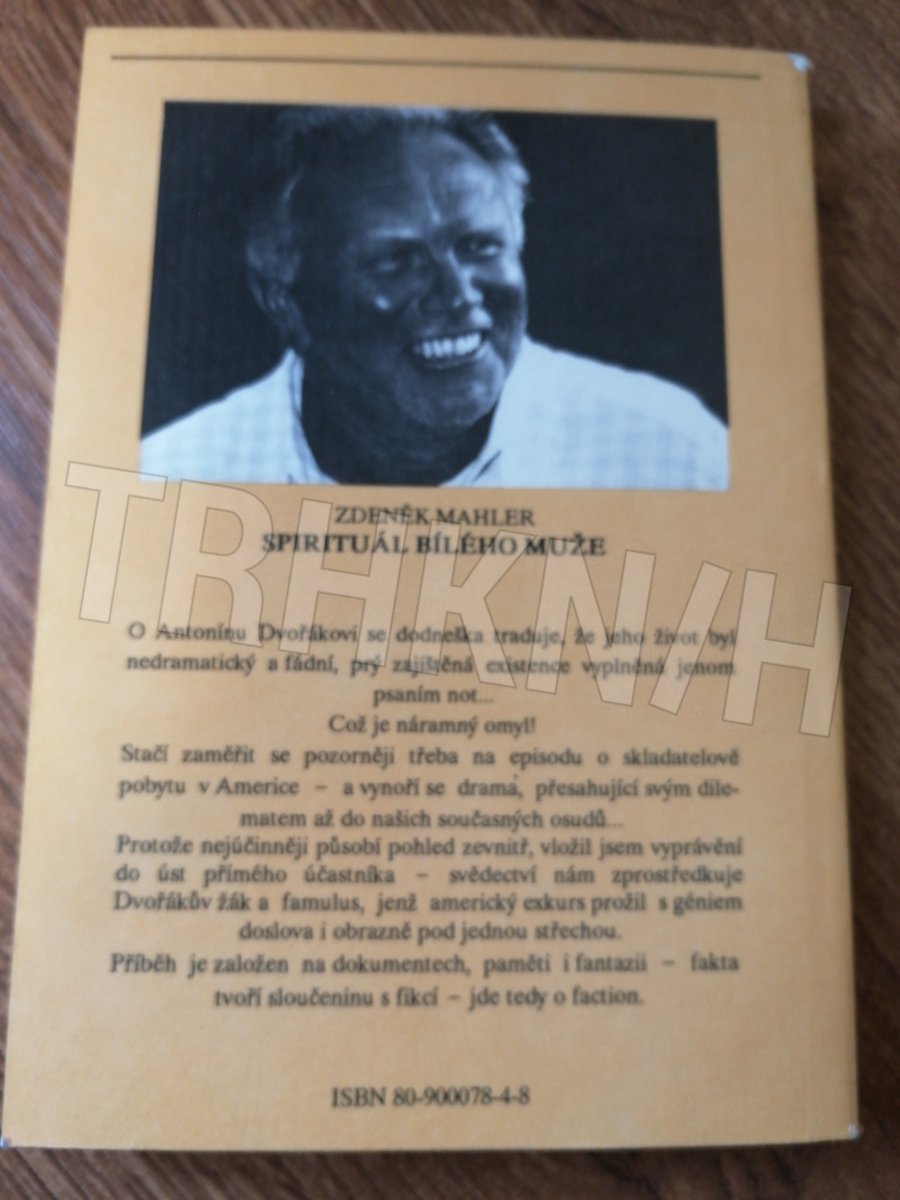 ZDENĚK MAHLER
SPIRITUÁL BÍLÉHO MUŽE
TRHKN/H
O Antonínu Dvořákovi se dodneška traduje, že jeho život byl
nedramatický a fádní, prý zajištěná existence vyplněná jenom
psaním not...
Což je náramný omyl!
Stačí zaměřit se pozorněji třeba na episodu o skladatelově
pobytu v Americe – a vynoří se drama, přesahující svým dile-
matem až do našich současných osudů...
Protože nejúčinněji působí pohled zevnitř, vložil jsem vyprávění
do úst přímého účastníka – svědectví nám zprostředkuje
Dvořákův žák a famulus, jenž americký exkurs prožil s géniem
doslova i obrazně pod jednou střechou.
Příběh je založen na dokumentech, paměti i fantazii – fakta
tvoří sloučeninu s fikcí – jde tedy o faction.
ISBN 80-900078-4-8